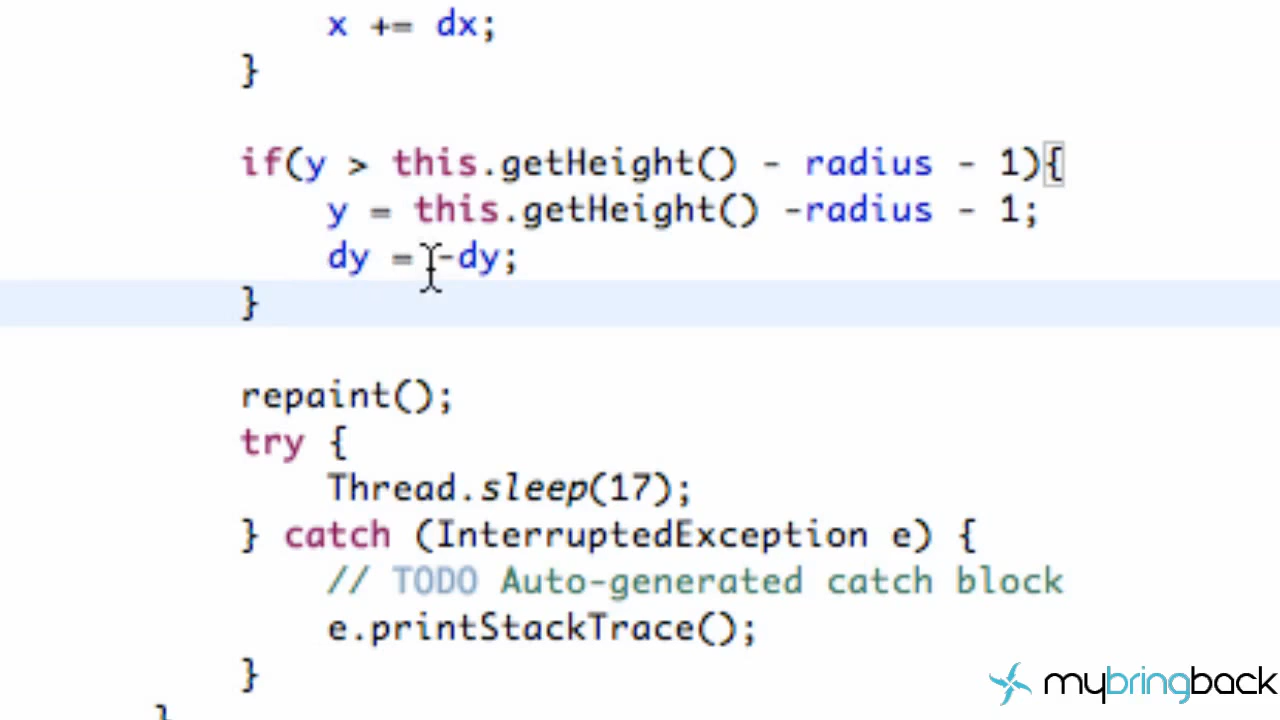 x += dx;
}
if(y > this.getHeight() - radius - 1){
y = this.getHeight() -radius - 1;
dy = -dy;
}
repaint();
try {
Thread.sleep(17);
} catch (InterruptedException e) {
// TODO Auto-generated catch block
e.printStackTrace();
}
}
mybringback